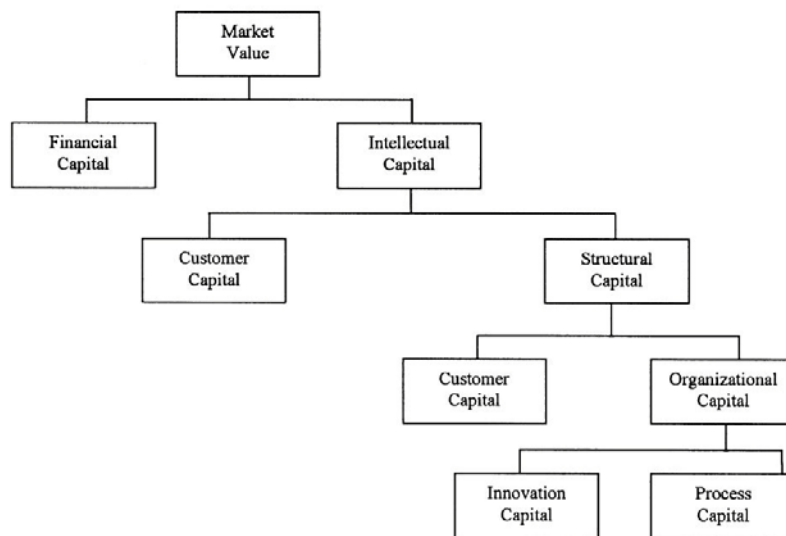 Market
Value
Financial
Capital
Intellectual
Capital
Customer
Capital
Structural
Capital
Customer
Capital
Organizational
Capital
Innovation
Capital
Process
Capital